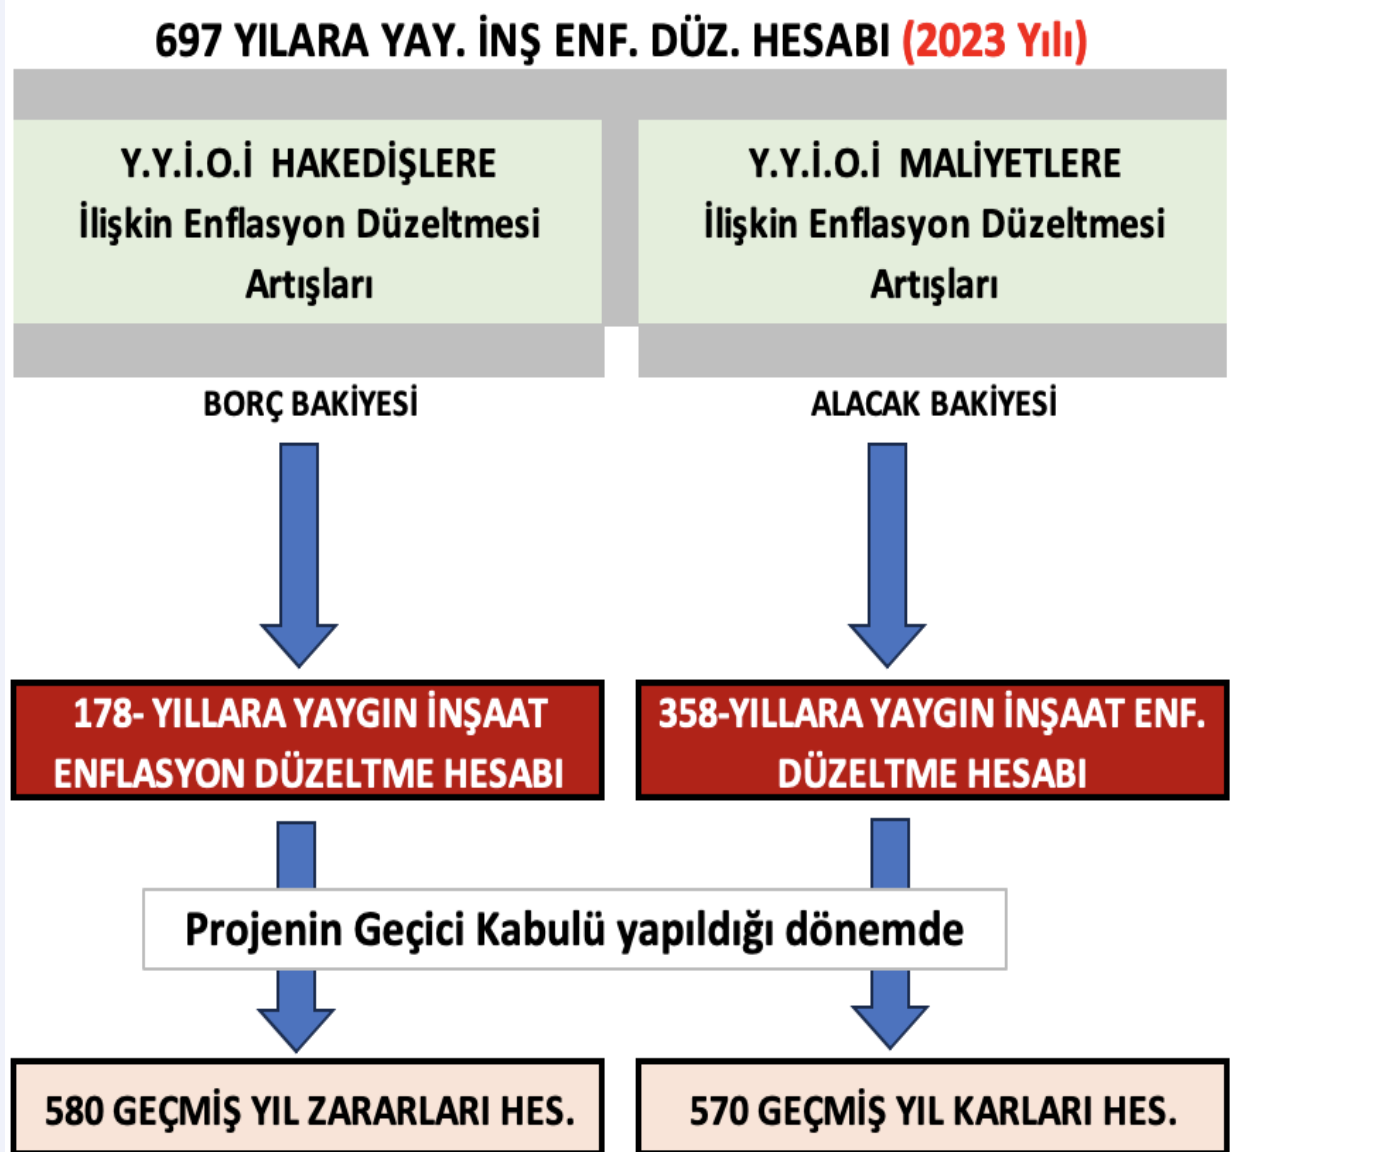 697 YILARA YAY. İNŞ ENF. DÜZ. HESABI (2023 Yılı)
Y.Y.İ.O.İ HAKEDİŞLERE
İlişkin Enflasyon Düzeltmesi
Artışları
Y.Y.İ.O.İ MALİYETLERE
İlişkin Enflasyon Düzeltmesi
Artışları
BORÇ BAKİYESİ
ALACAK BAKİYESİ
178- YILLARA YAYGIN İNŞAAT
ENFLASYON DÜZELTME HESABI
358-YILLARA YAYGIN İNŞAAT ENF.
DÜZELTME HESABI
Projenin Geçici Kabulü yapıldığı dönemde
580 GEÇMİŞ YIL ZARARLARI HES.
570 GEÇMİŞ YIL KARLARI HES.